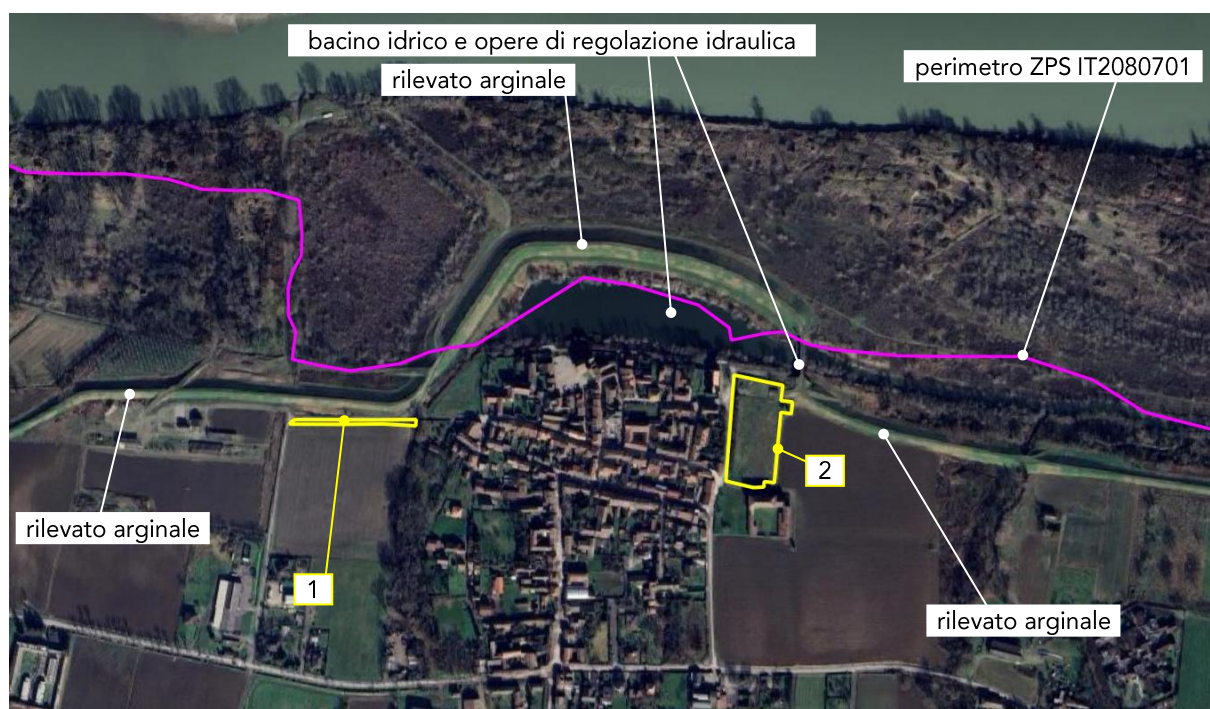 bacino idrico e opere di regolazione idraulica
rilevato arginale
perimetro ZPS IT2080701
2
rilevato arginale
1
rilevato arginale